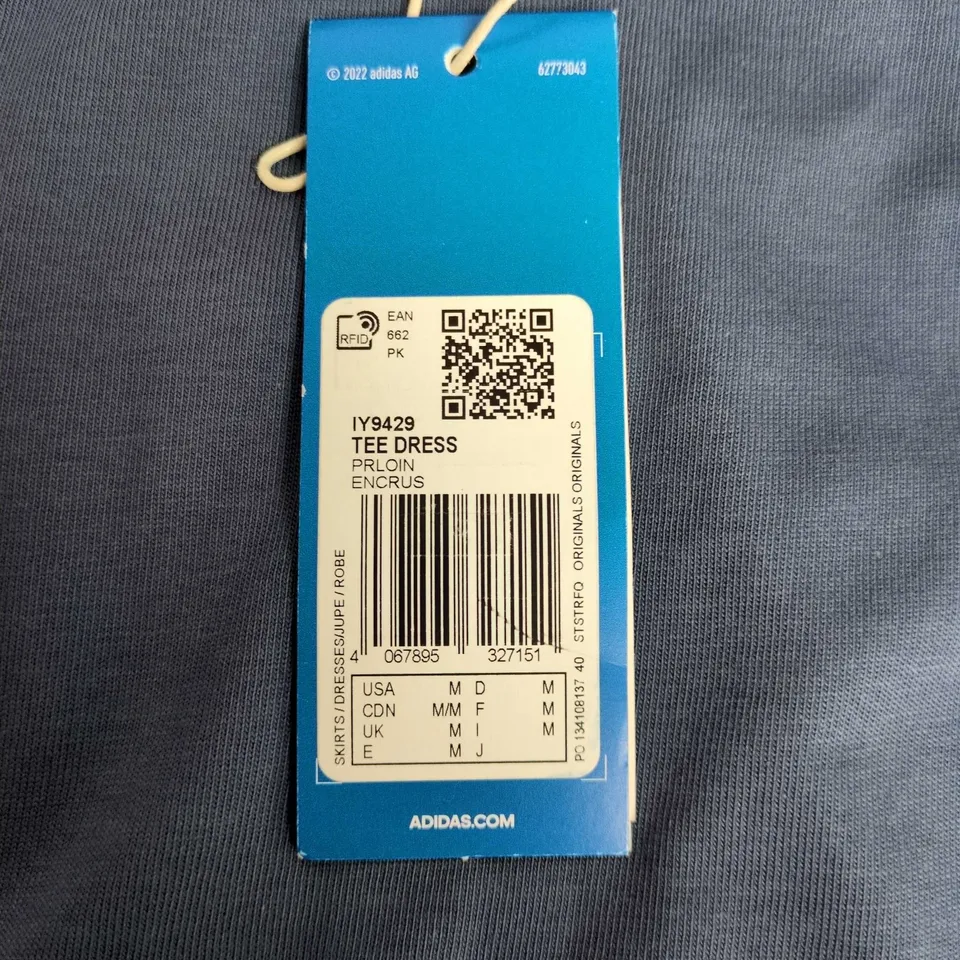 © 2022 adidas AG
62773043
RFID
EAN
662
PK
IY9429
TEE DRESS
PRLOIN
ENCRUS
SKIRTS / DRESSES/JUPE / ROBE
PO 134108137 40 STSTRFO ORIGINALS ORIGINALS
4 067895 327151
USA M D M
CDN M/M F M
UK M I M
E M J
ADIDAS.COM